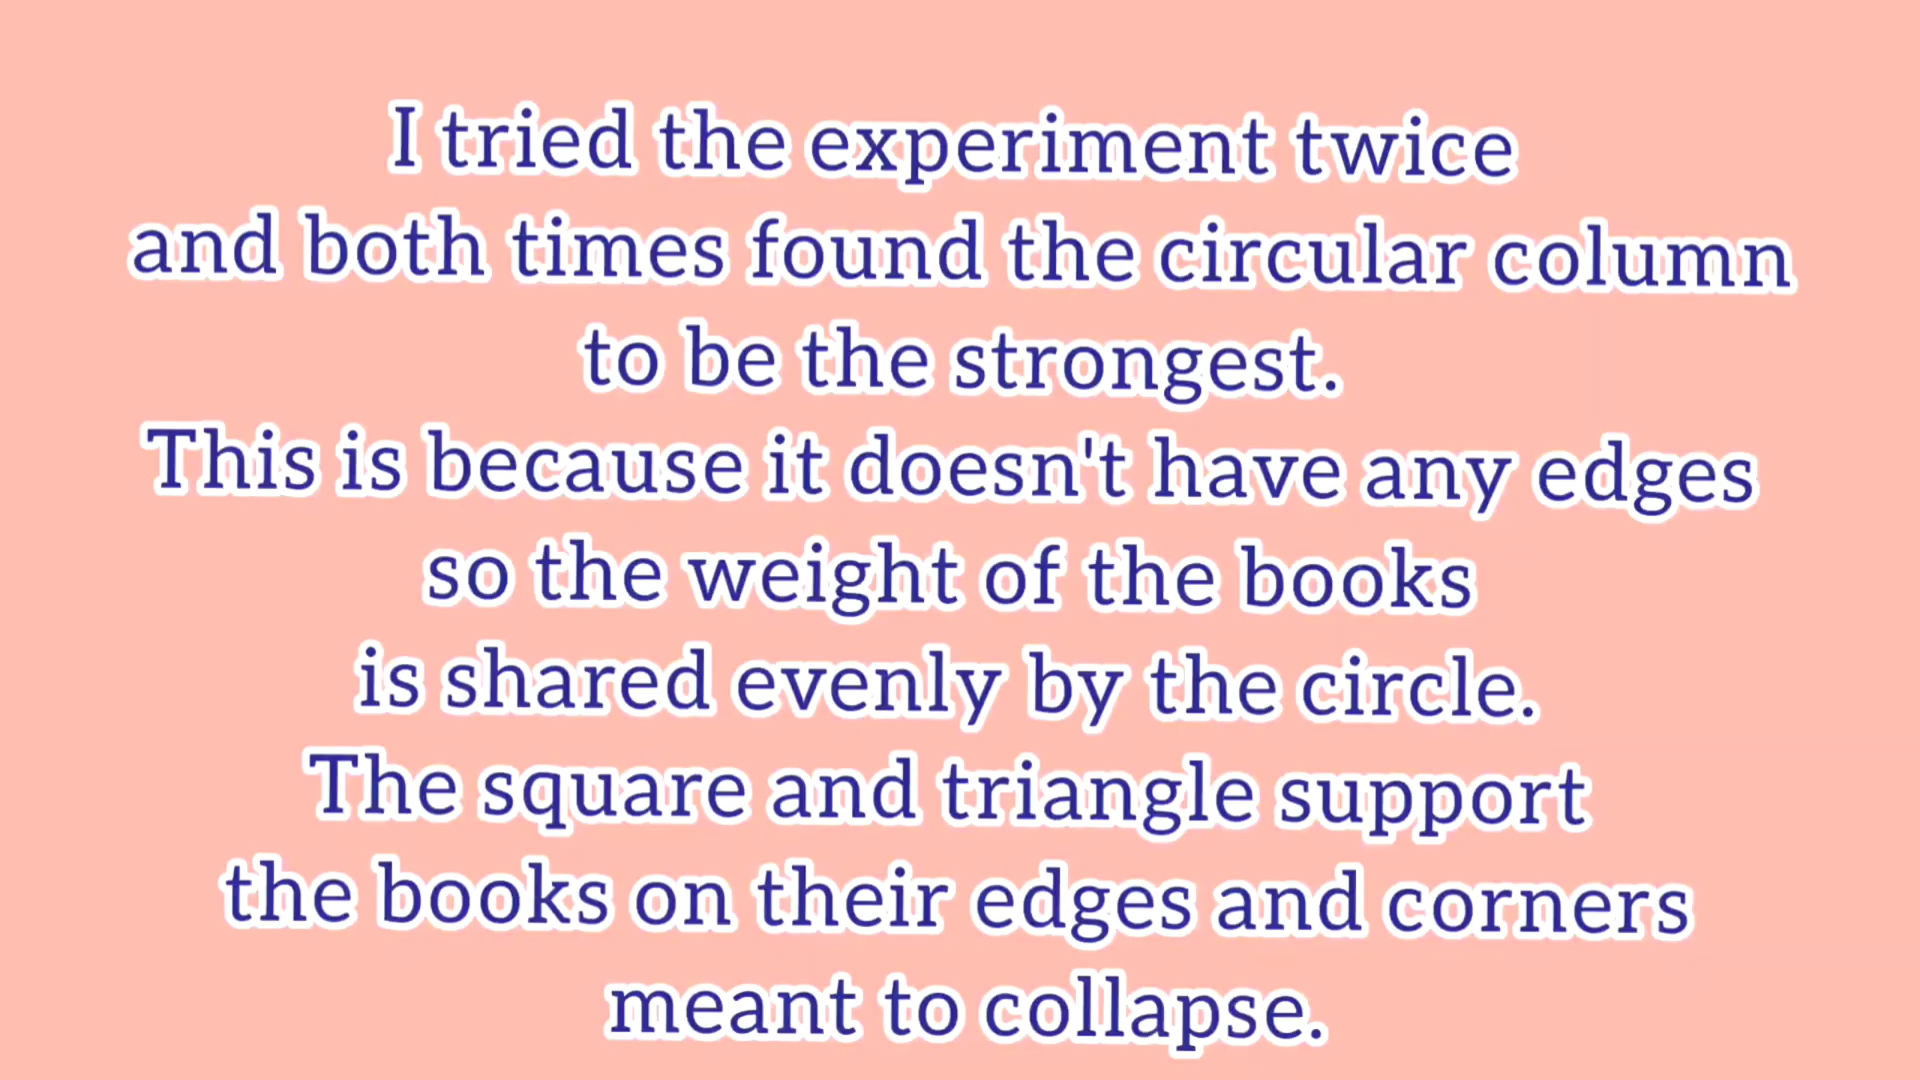 I tried the experiment twice
and both times found the circular column
to be the strongest.
This is because it doesn't have any edges
so the weight of the books
is shared evenly by the circle.
The square and triangle support
the books on their edges and corners
meant to collapse.